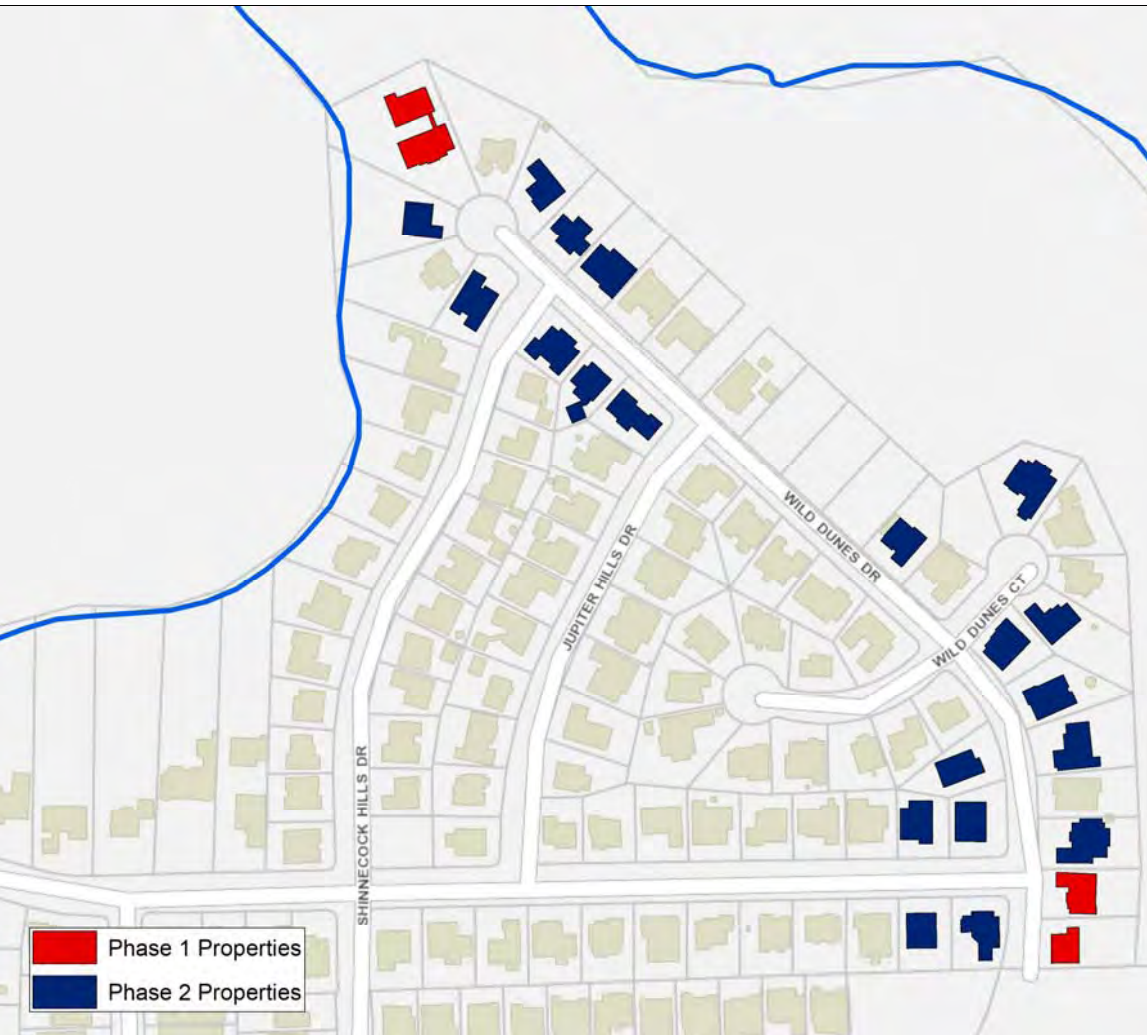 WILD DUNES DR
JUPITER HILLS DR
WILD DUNES CT
SHINNECOCK HILLS DR
Phase 1 Properties
Phase 2 Properties